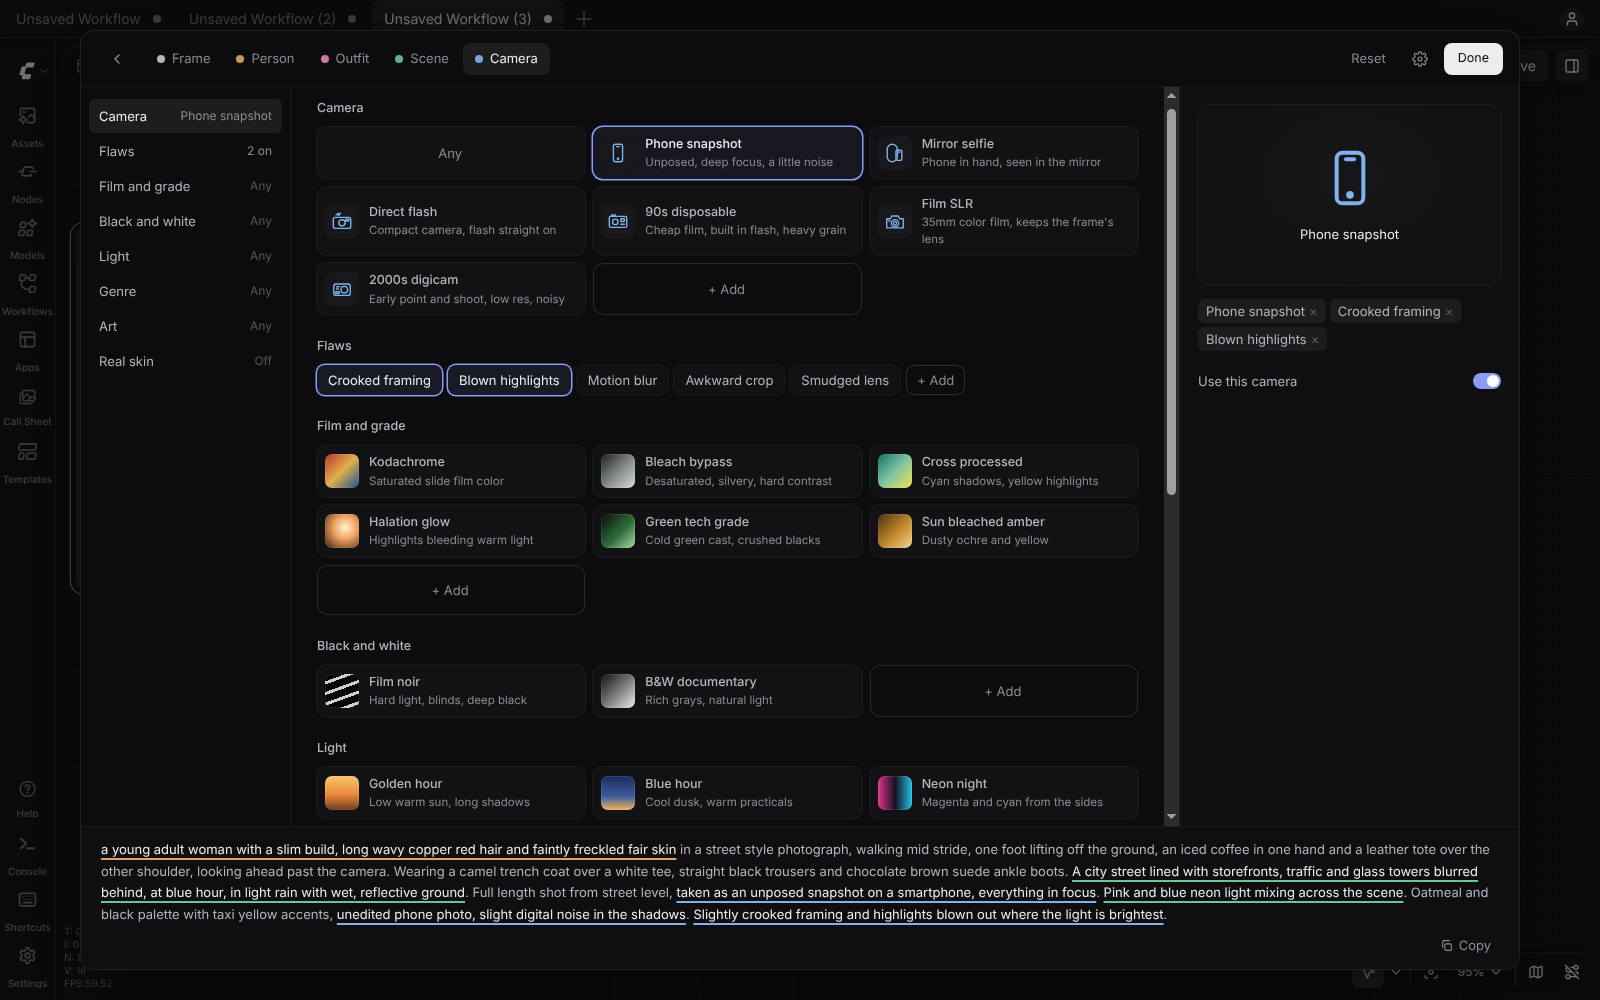 Unsaved Workflow
Unsaved Workflow (2)
Unsaved Workflow (3)
Frame
Person
Outfit
Scene
Camera
Reset
Done
ve
Assets
Nodes
Models
Workflows
Apps
Call Sheet
Templates
Help
Console
Shortcuts
Settings
Camera Phone snapshot
Flaws 2 on
Film and grade Any
Black and white Any
Light Any
Genre Any
Art Any
Real skin Off
Camera
Any
Phone snapshot
Unposed, deep focus, a little noise
Mirror selfie
Phone in hand, seen in the mirror
Direct flash
Compact camera, flash straight on
90s disposable
Cheap film, built in flash, heavy grain
Film SLR
35mm color film, keeps the frame's
lens
2000s digicam
Early point and shoot, low res, noisy
+ Add
Flaws
Crooked framing
Blown highlights
Motion blur
Awkward crop
Smudged lens
+ Add
Film and grade
Kodachrome
Saturated slide film color
Bleach bypass
Desaturated, silvery, hard contrast
Cross processed
Cyan shadows, yellow highlights
Halation glow
Highlights bleeding warm light
Green tech grade
Cold green cast, crushed blacks
Sun bleached amber
Dusty ochre and yellow
+ Add
Black and white
Film noir
Hard light, blinds, deep black
B&W documentary
Rich grays, natural light
+ Add
Light
Golden hour
Low warm sun, long shadows
Blue hour
Cool dusk, warm practicals
Neon night
Magenta and cyan from the sides
Phone snapshot
Phone snapshot ×
Crooked framing ×
Blown highlights ×
Use this camera
a young adult woman with a slim build, long wavy copper red hair and faintly freckled fair skin in a street style photograph, walking mid stride, one foot lifting off the ground, an iced coffee in one hand and a leather tote over the
other shoulder, looking ahead past the camera. Wearing a camel trench coat over a white tee, straight black trousers and chocolate brown suede ankle boots. A city street lined with storefronts, traffic and glass towers blurred
behind, at blue hour, in light rain with wet, reflective ground. Full length shot from street level, taken as an unposed snapshot on a smartphone, everything in focus. Pink and blue neon light mixing across the scene. Oatmeal and
black palette with taxi yellow accents, unedited phone photo, slight digital noise in the shadows. Slightly crooked framing and highlights blown out where the light is brightest.
Copy
T: 0
I: 0
N: 8
V: 18
FPS:59.52
95%